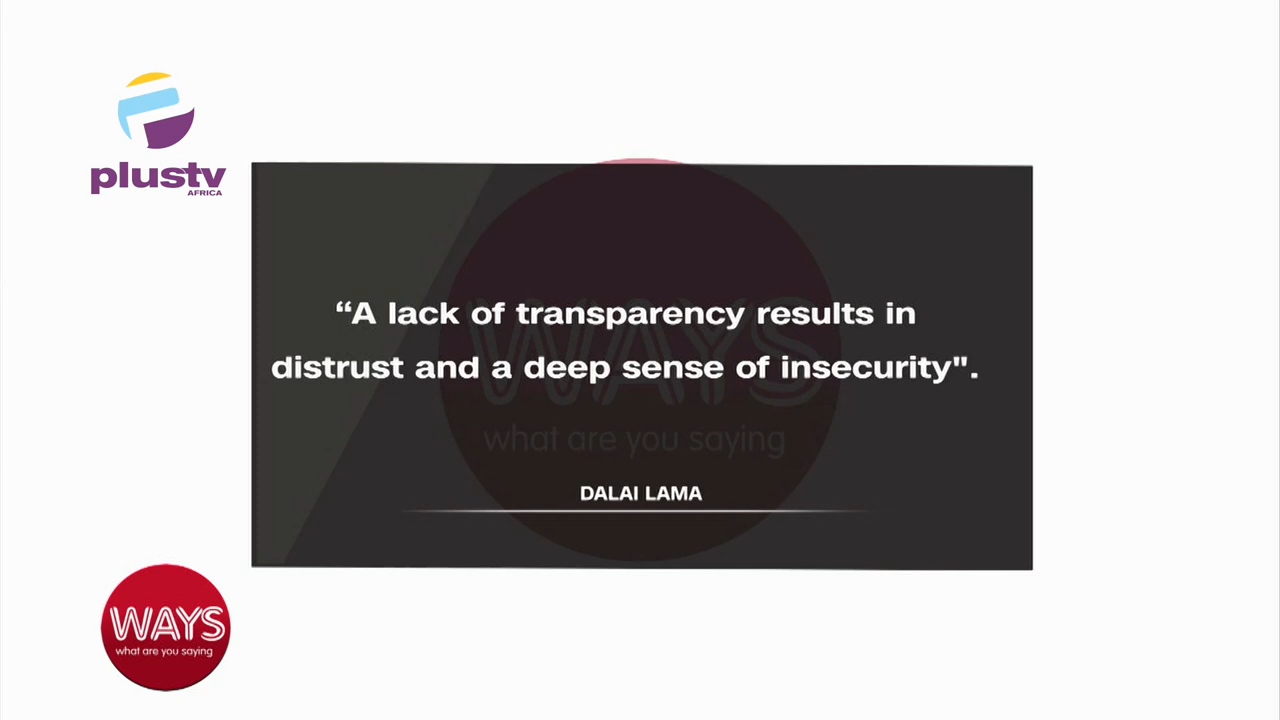 plustv
AFRICA
“A lack of transparency results in
distrust and a deep sense of insecurity".
WAYS
what are you saying
DALAI LAMA
WAYS
what are you saying